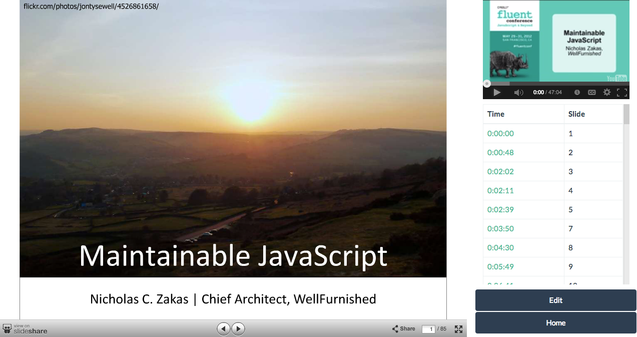 flickr.com/photos/jontysewell/4526861658/
Maintainable JavaScript
Nicholas C. Zakas | Chief Architect, WellFurnished
slideshare
Share
1 / 85
fluent
conference
Maintainable
JavaScript
Nicholas Zakas,
WellFurnished
YouTube
0:00 / 47:04
Time Slide
0:00:00 1
0:00:48 2
0:02:02 3
0:02:11 4
0:02:39 5
0:03:50 7
0:04:30 8
0:05:49 9
Edit
Home